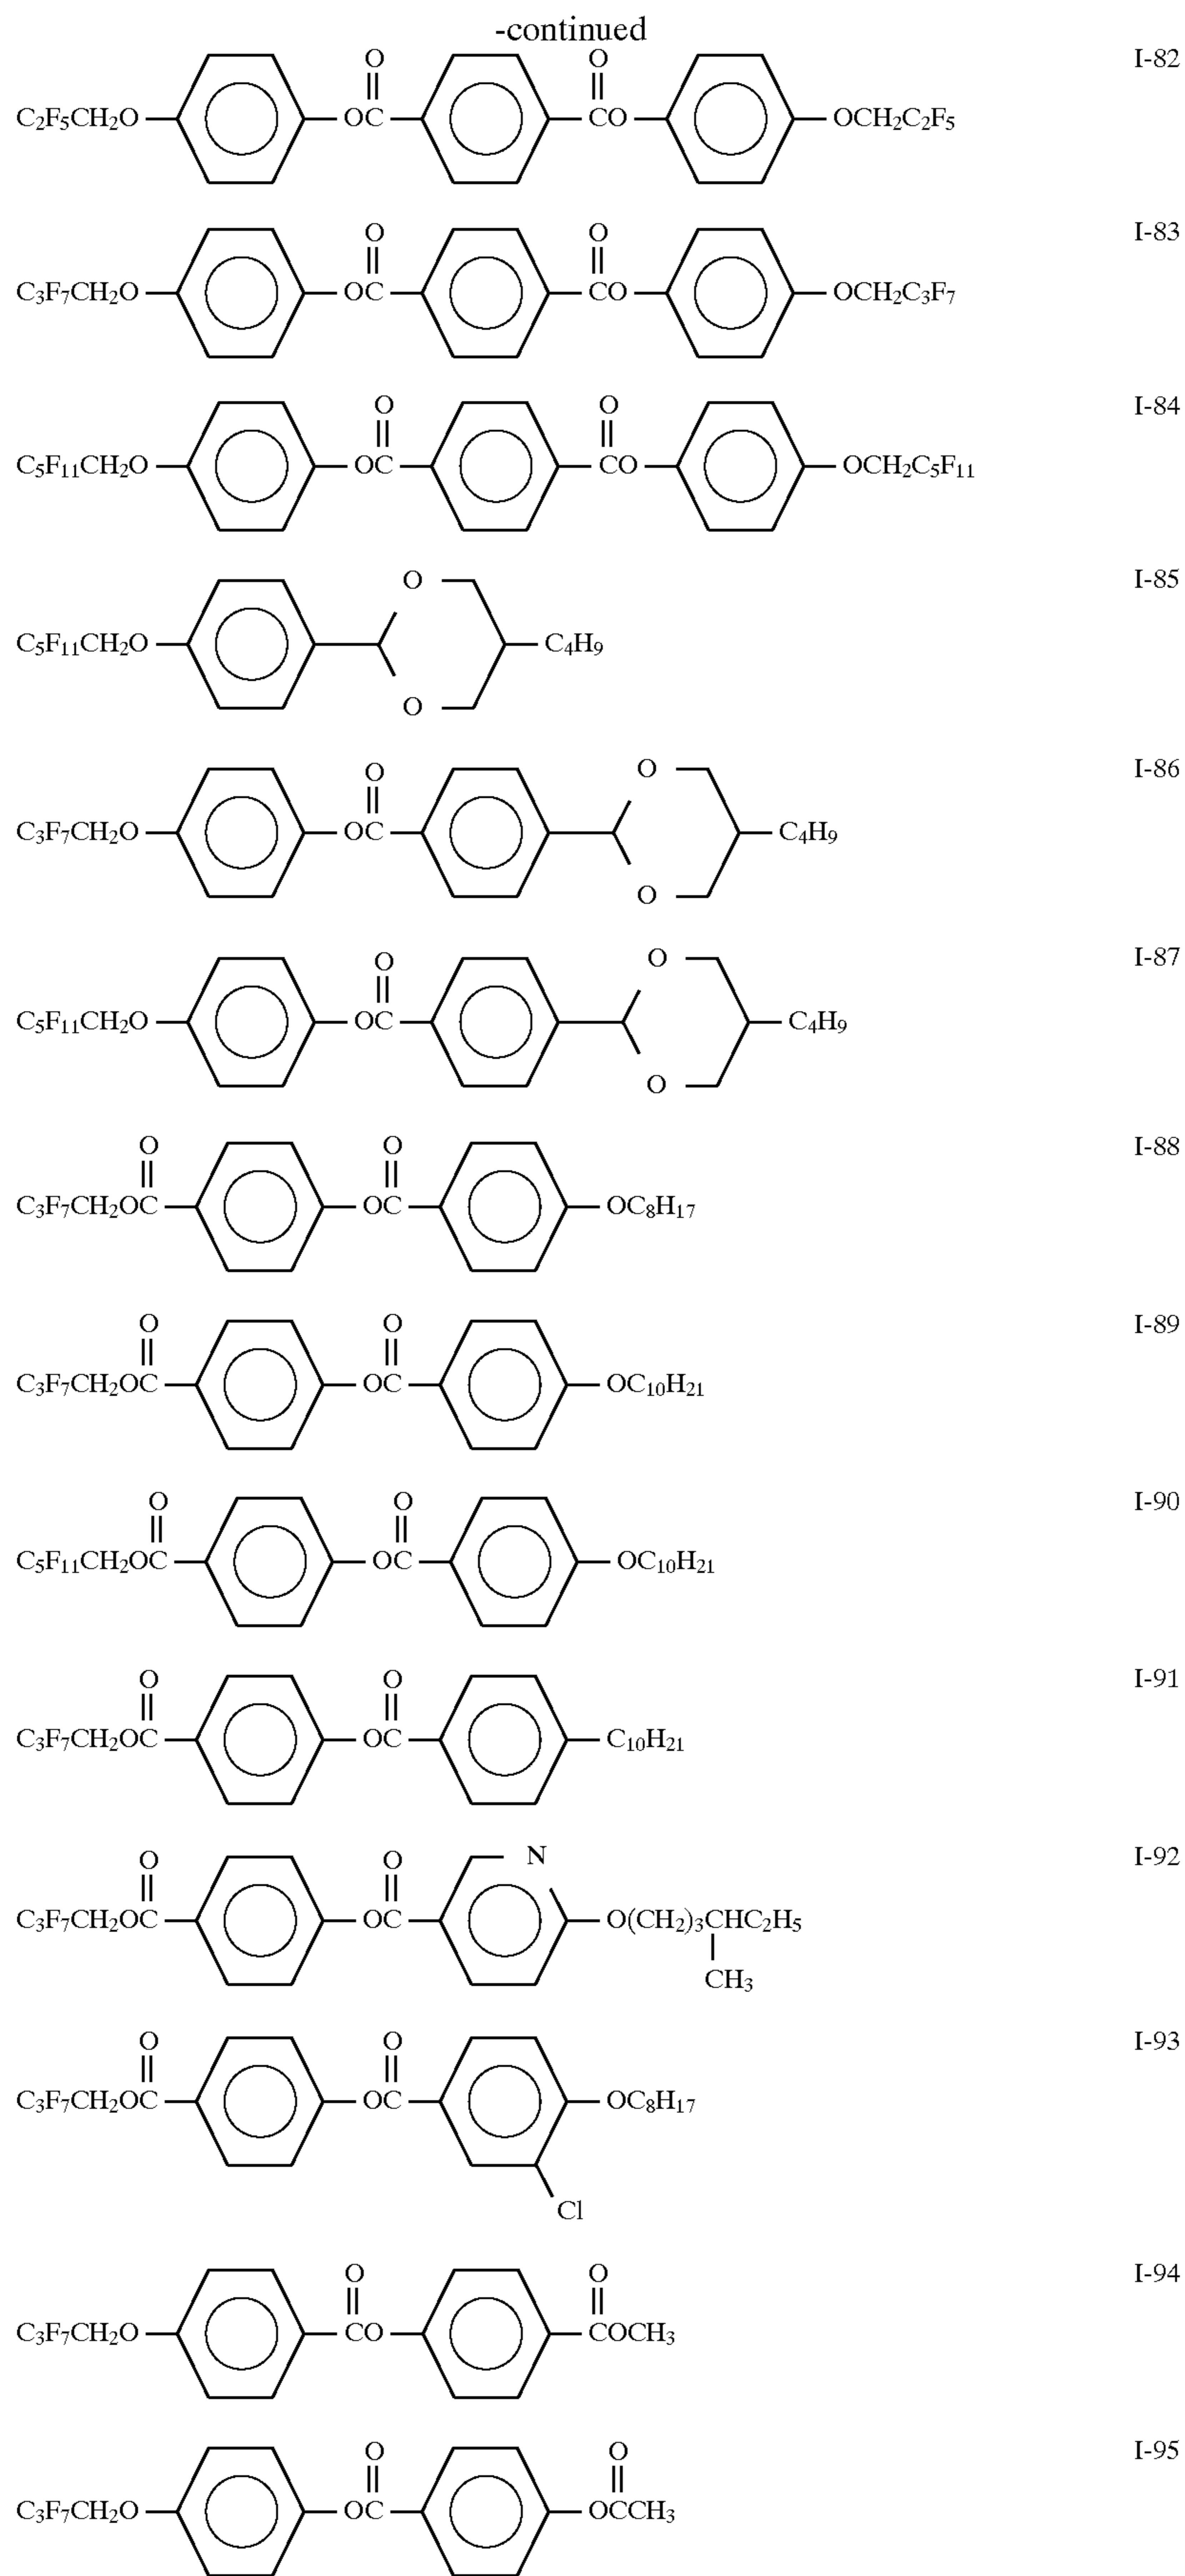 -continued
I-82
O O
C₂F₅CH₂O OC CO OCH₂C₂F₅
I-83
O O
C₃F₇CH₂O OC CO OCH₂C₃F₇
I-84
O O
C₅F₁₁CH₂O OC CO OCH₂C₅F₁₁
I-85
O
C₅F₁₁CH₂O C₄H₉
O
I-86
O O
C₃F₇CH₂O OC C₄H₉
O
I-87
O O
C₅F₁₁CH₂O OC C₄H₉
O
I-88
O O
C₃F₇CH₂OC OC OC₈H₁₇
I-89
O O
C₃F₇CH₂OC OC OC₁₀H₂₁
I-90
O O
C₅F₁₁CH₂OC OC OC₁₀H₂₁
I-91
O O
C₃F₇CH₂OC OC C₁₀H₂₁
I-92
O O N
C₃F₇CH₂OC OC O(CH₂)₃CHC₂H₅
CH₃
I-93
O O
C₃F₇CH₂OC OC OC₈H₁₇
Cl
I-94
O O
C₃F₇CH₂O CO COCH₃
I-95
O O
C₃F₇CH₂O OC OCCH₃